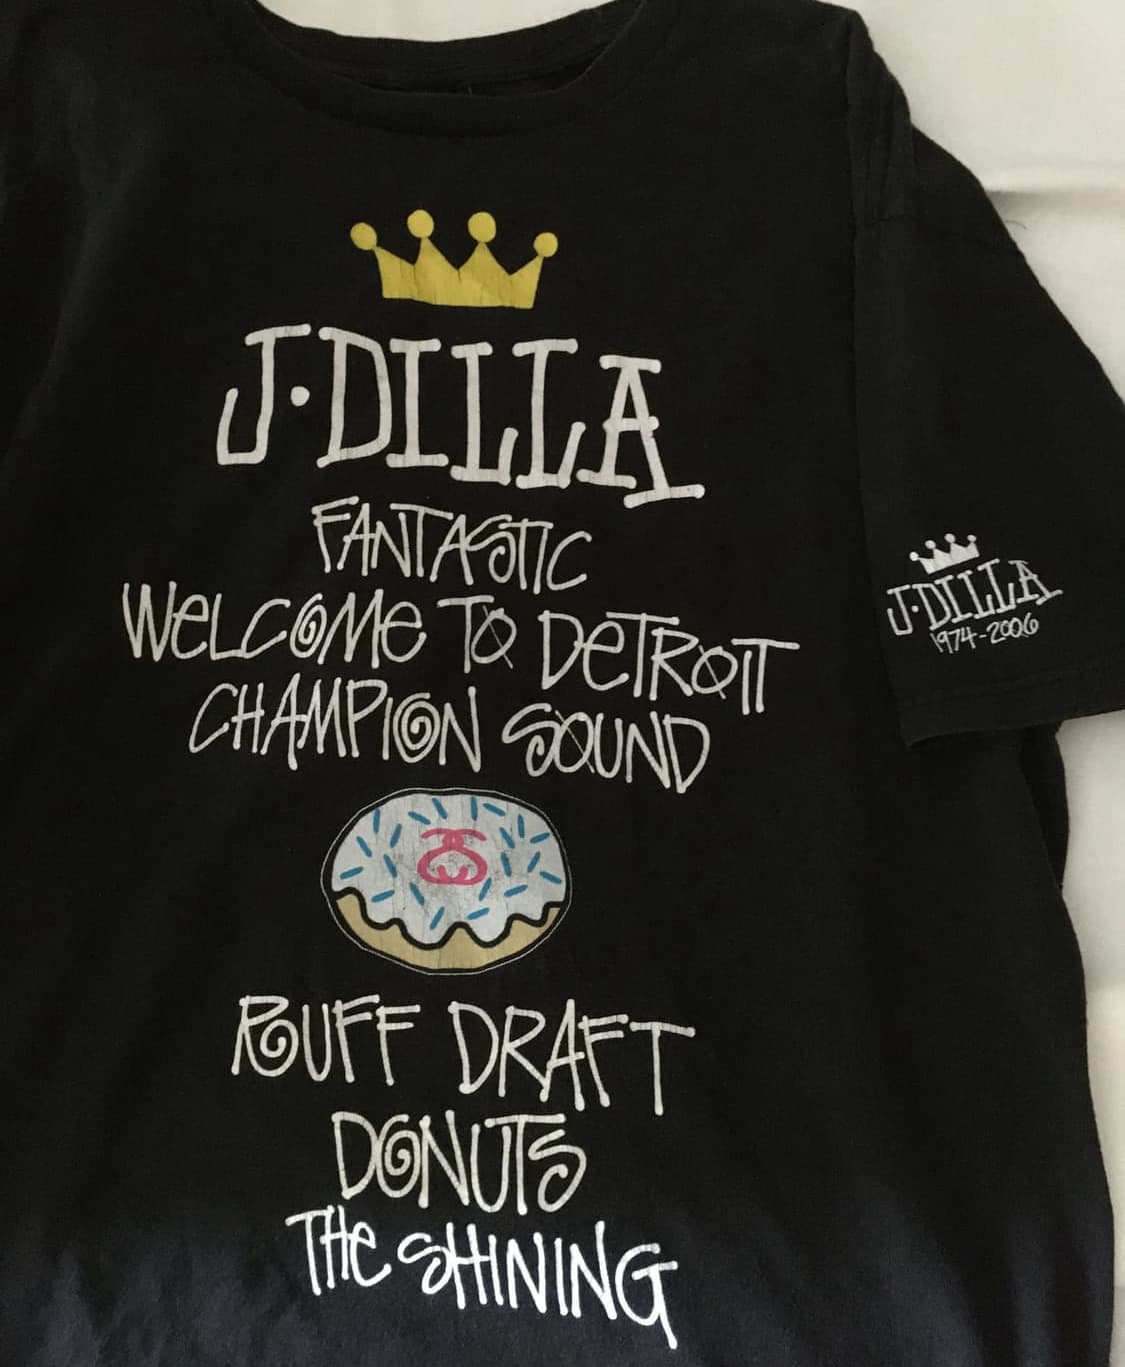 J·DILLA
FANTASTIC
WeLCOMe TO DeTROIT
CHAMPION SOUND
RUFF DRAFT
DONUTS
THe SHINING
J·DILLA
1974-2006